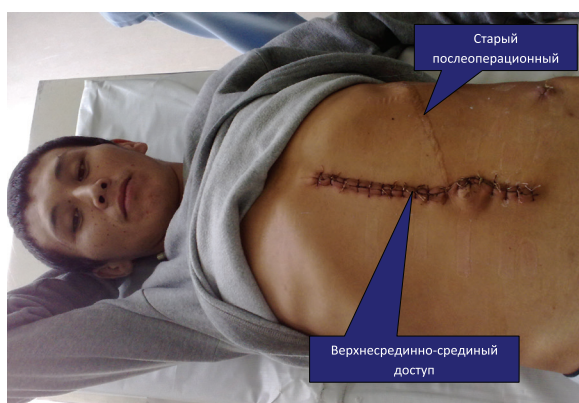 Старый
послеоперационный
Верхнесрединно-срединый
доступ